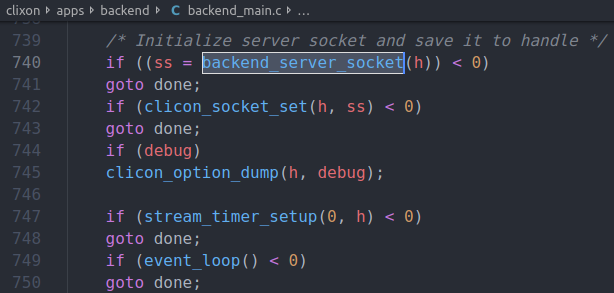 clixon > apps > backend > C backend_main.c > ...
739 /* Initialize server socket and save it to handle */
740 if ((ss = backend_server_socket(h)) < 0)
741 goto done;
742 if (clicon_socket_set(h, ss) < 0)
743 goto done;
744 if (debug)
745 clicon_option_dump(h, debug);
746
747 if (stream_timer_setup(0, h) < 0)
748 goto done;
749 if (event_loop() < 0)
750 goto done;